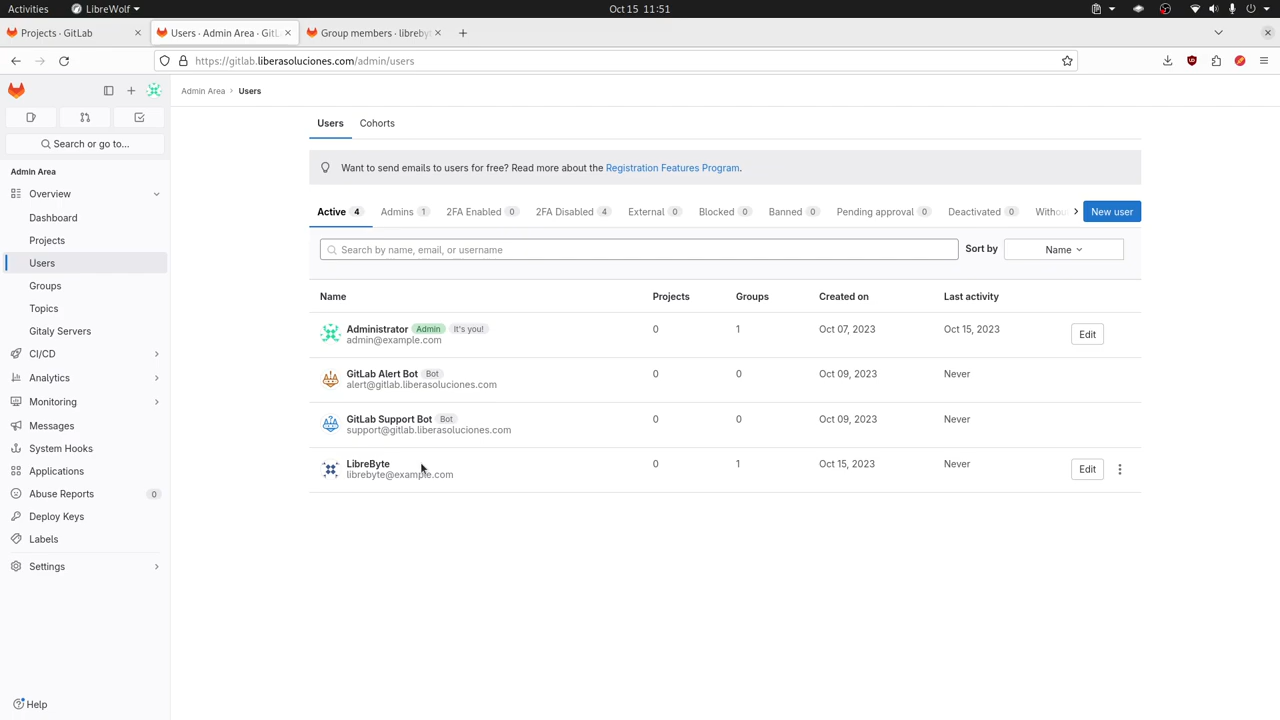 Activities LibreWolf Oct 15 11:51
Projects · GitLab Users · Admin Area · GitL Group members · libreby
https://gitlab.liberasoluciones.com/admin/users
Admin Area › Users
Search or go to...
Admin Area
Overview
Dashboard
Projects
Users
Groups
Topics
Gitaly Servers
CI/CD
Analytics
Monitoring
Messages
System Hooks
Applications
Abuse Reports 0
Deploy Keys
Labels
Settings
Help
Users Cohorts
Want to send emails to users for free? Read more about the Registration Features Program.
Active 4 Admins 1 2FA Enabled 0 2FA Disabled 4 External 0 Blocked 0 Banned 0 Pending approval 0 Deactivated 0 Withou New user
Search by name, email, or username Sort by Name
Name Projects Groups Created on Last activity
Administrator Admin It's you! 0 1 Oct 07, 2023 Oct 15, 2023 Edit
admin@example.com
GitLab Alert Bot Bot 0 0 Oct 09, 2023 Never
alert@gitlab.liberasoluciones.com
GitLab Support Bot Bot 0 0 Oct 09, 2023 Never
support@gitlab.liberasoluciones.com
LibreByte 0 1 Oct 15, 2023 Never Edit
librebyte@example.com